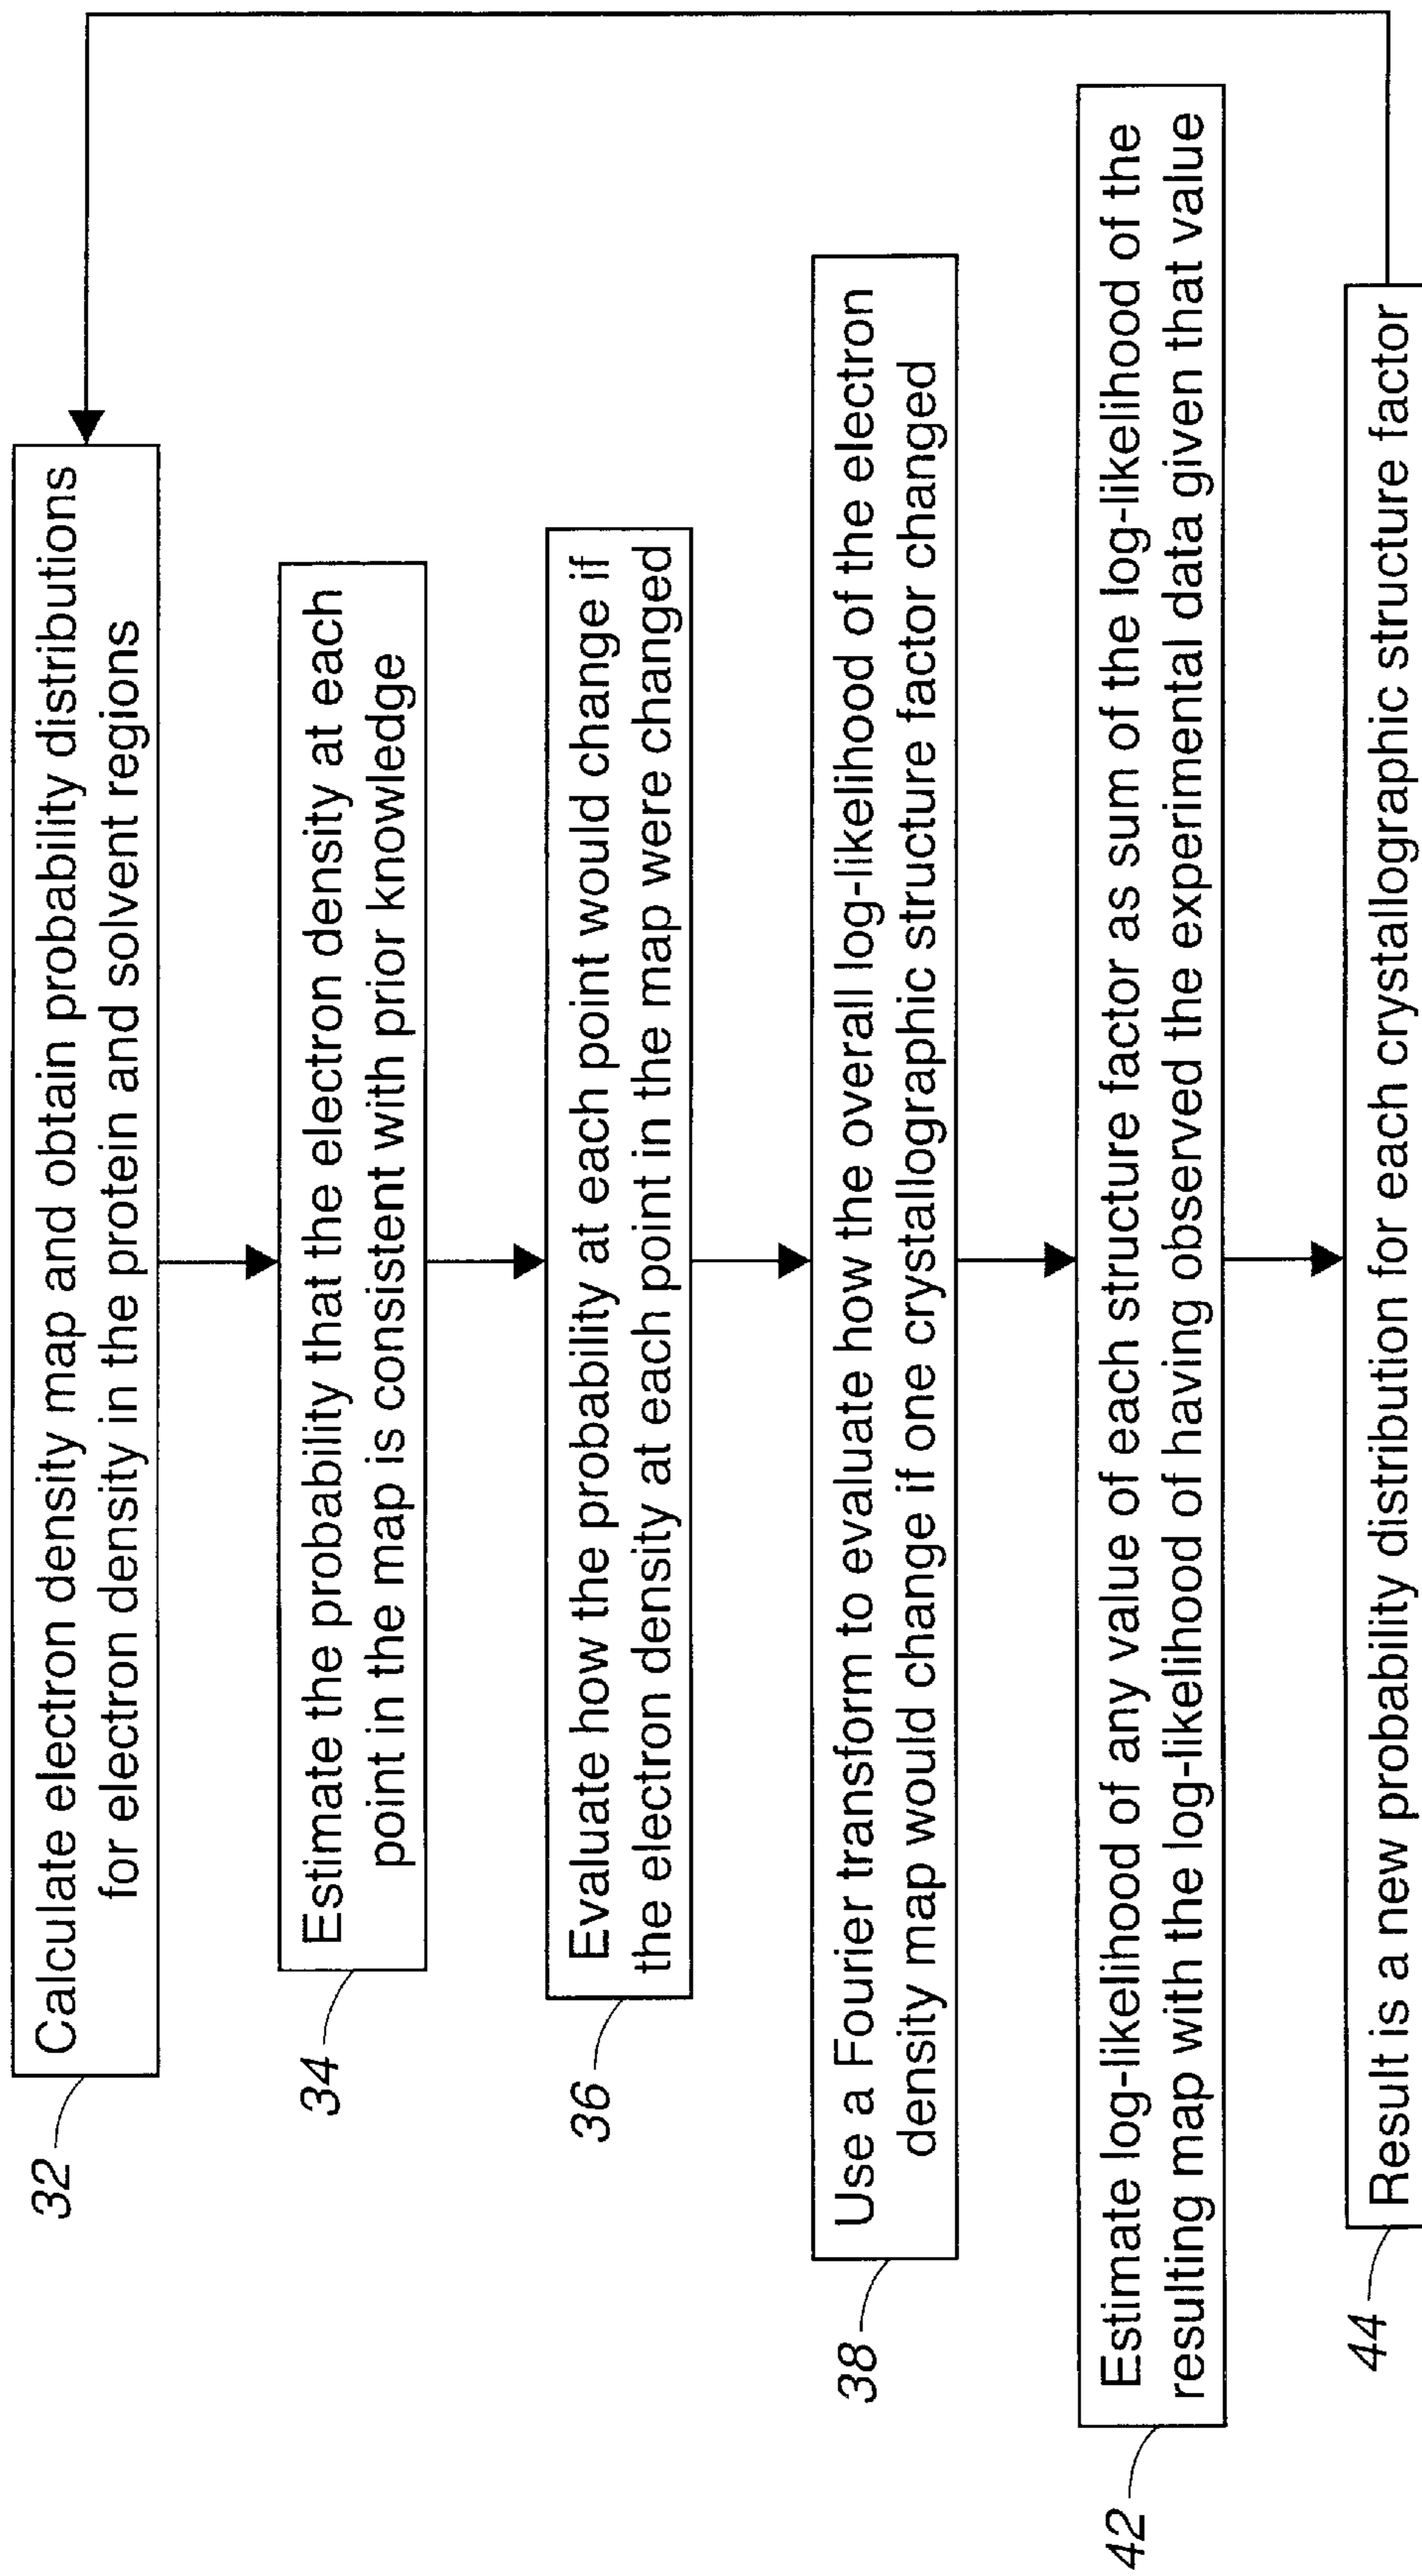 32
Calculate electron density map and obtain probability distributions
for electron density in the protein and solvent regions
34
Estimate the probability that the electron density at each
point in the map is consistent with prior knowledge
36
Evaluate how the probability at each point would change if
the electron density at each point in the map were changed
38
Use a Fourier transform to evaluate how the overall log-likelihood of the electron
density map would change if one crystallographic structure factor changed
42
Estimate log-likelihood of any value of each structure factor as sum of the log-likelihood of the
resulting map with the log-likelihood of having observed the experimental data given that value
44
Result is a new probability distribution for each crystallographic structure factor